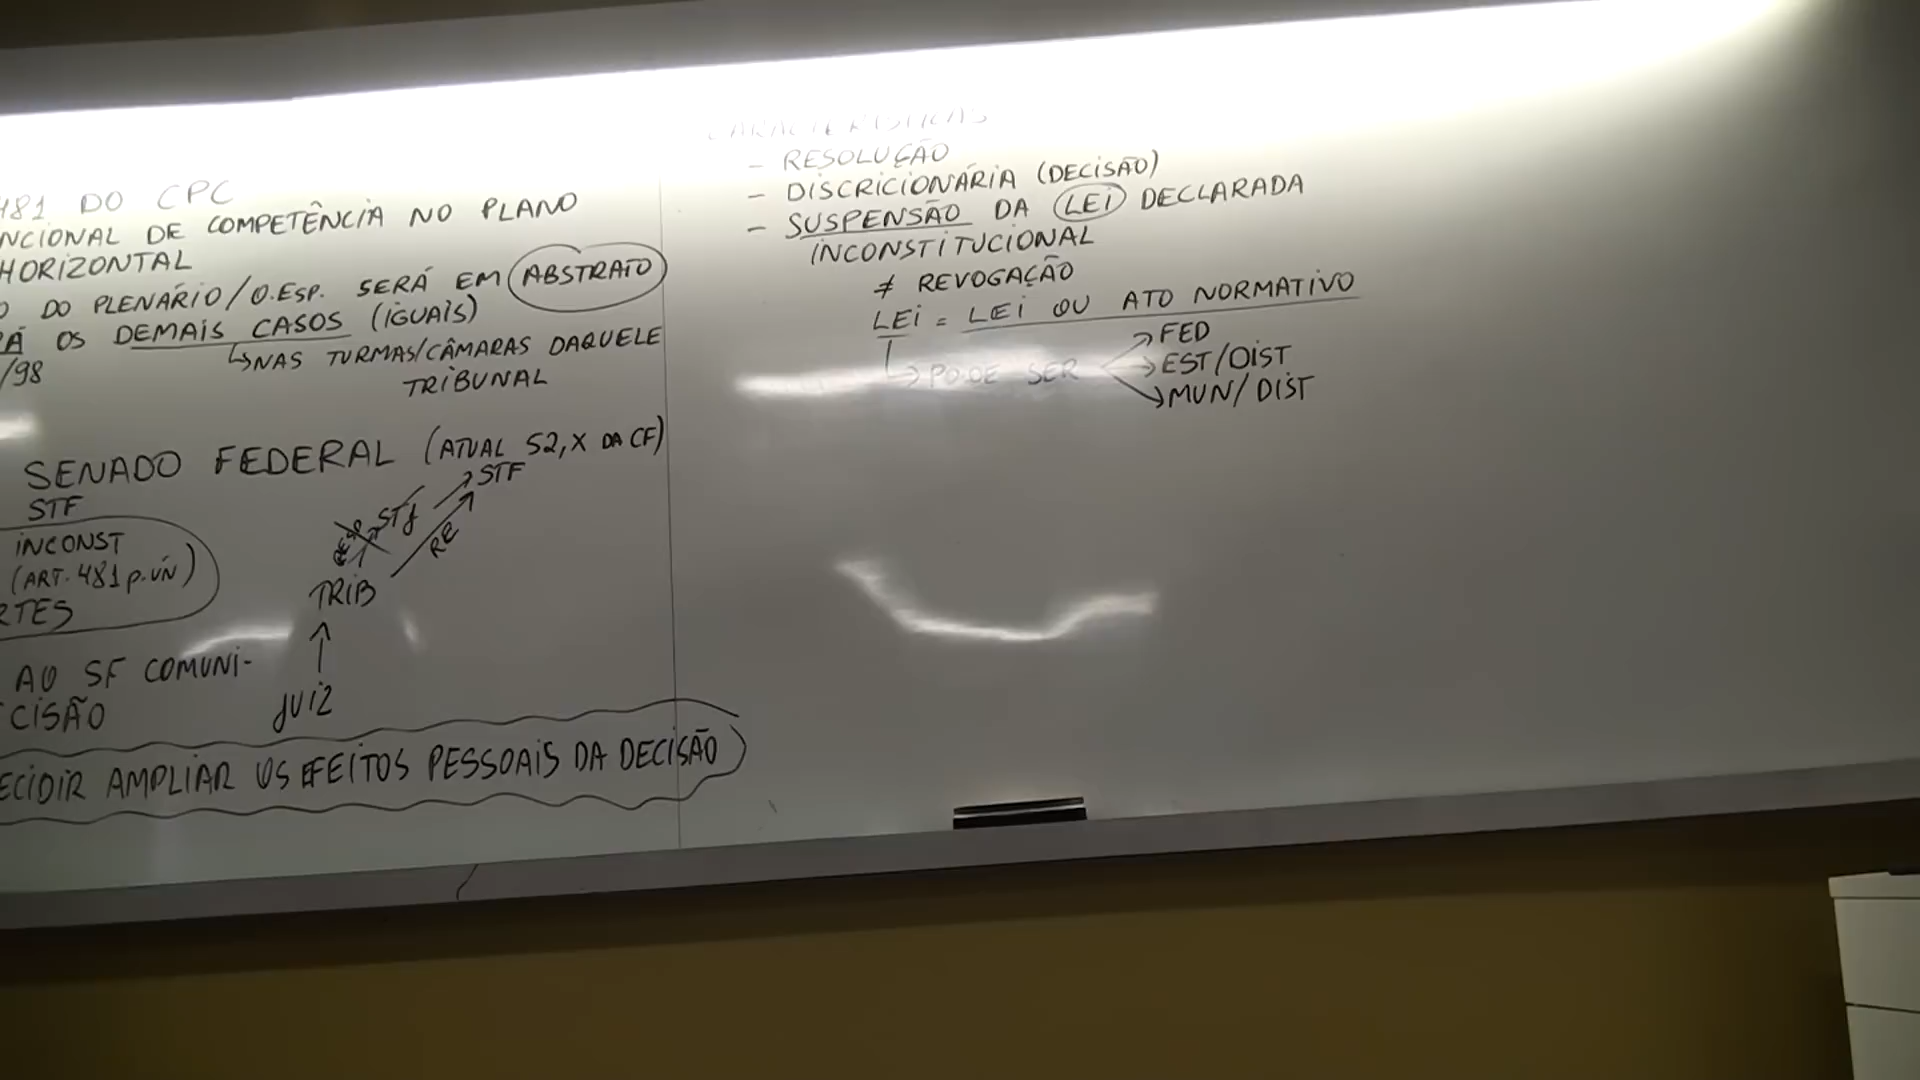 481 DO CPC
NCIONAL DE COMPETÊNCIA NO PLANO
HORIZONTAL
O DO PLENÁRIO/O.ESP. SERÁ EM ABSTRATO
RÁ OS DEMAIS CASOS (IGUAIS)
↳ NAS TURMAS/CÂMARAS DAQUELE
/98
TRIBUNAL
SENADO FEDERAL (ATUAL 52, X DA CF)
STF
STF
INCONST
(ART. 481 p. ÚN)
RTES
STJ
RE
TRIB
JUIZ
AO SF COMUNI-
CISÃO
ECIDIR AMPLIAR OS EFEITOS PESSOAIS DA DECISÃO
CARACTERÍSTICAS
- RESOLUÇÃO
- DISCRICIONÁRIA (DECISÃO)
- SUSPENSÃO DA LEI DECLARADA
INCONSTITUCIONAL
≠ REVOGAÇÃO
LEI = LEI OU ATO NORMATIVO
↳ PODE SER → FED
→ EST/DIST
→ MUN/DIST